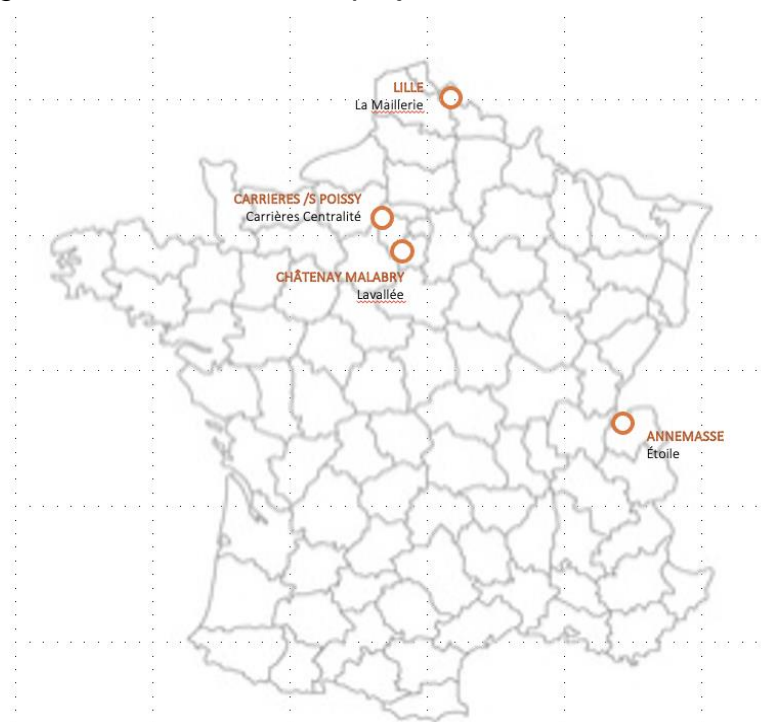 LILLE
La Maillerie
CARRIERES /S POISSY
Carrières Centralité
CHÂTENAY MALABRY
Lavallée
ANNEMASSE
Étoile